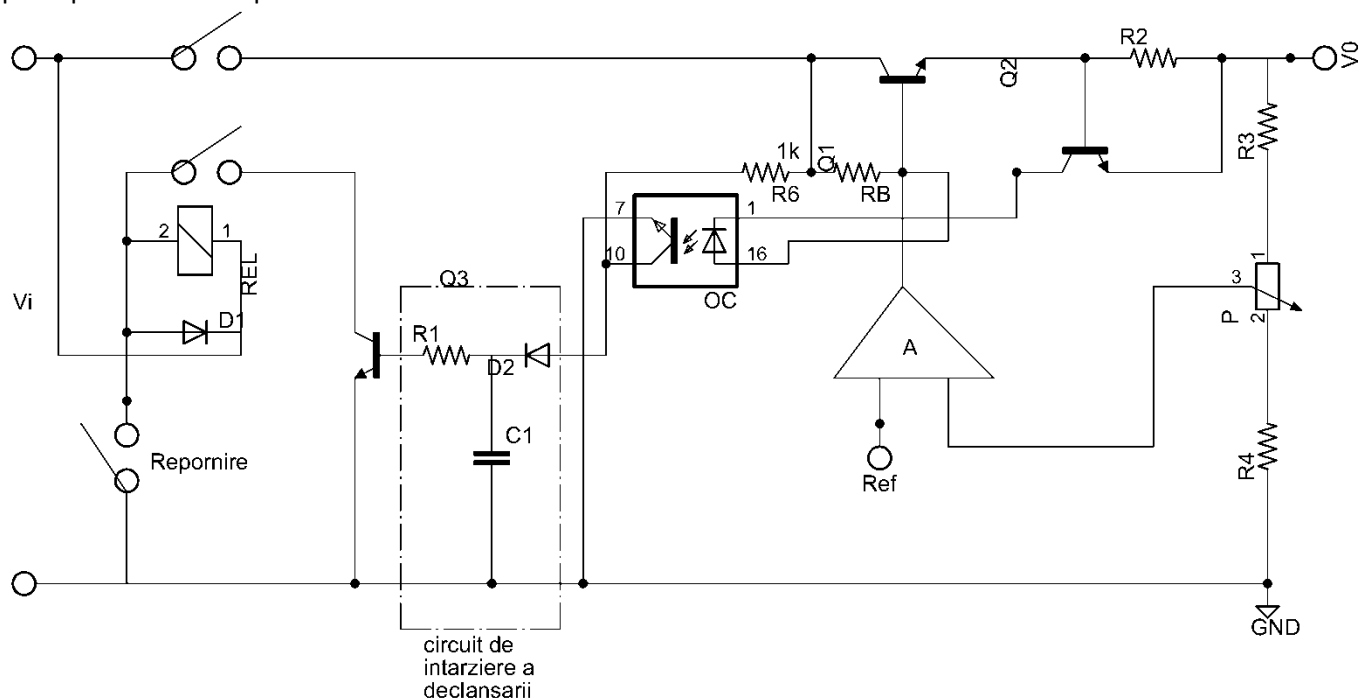 R2
Q2
V0
R3
1k
Q1
R6
RB
7
1
10
16
OC
2
1
REL
Vi
D1
Q3
R1
D2
C1
A
1
3
2
P
Repornire
Ref
R4
GND
circuit de
intarziere a
declansarii